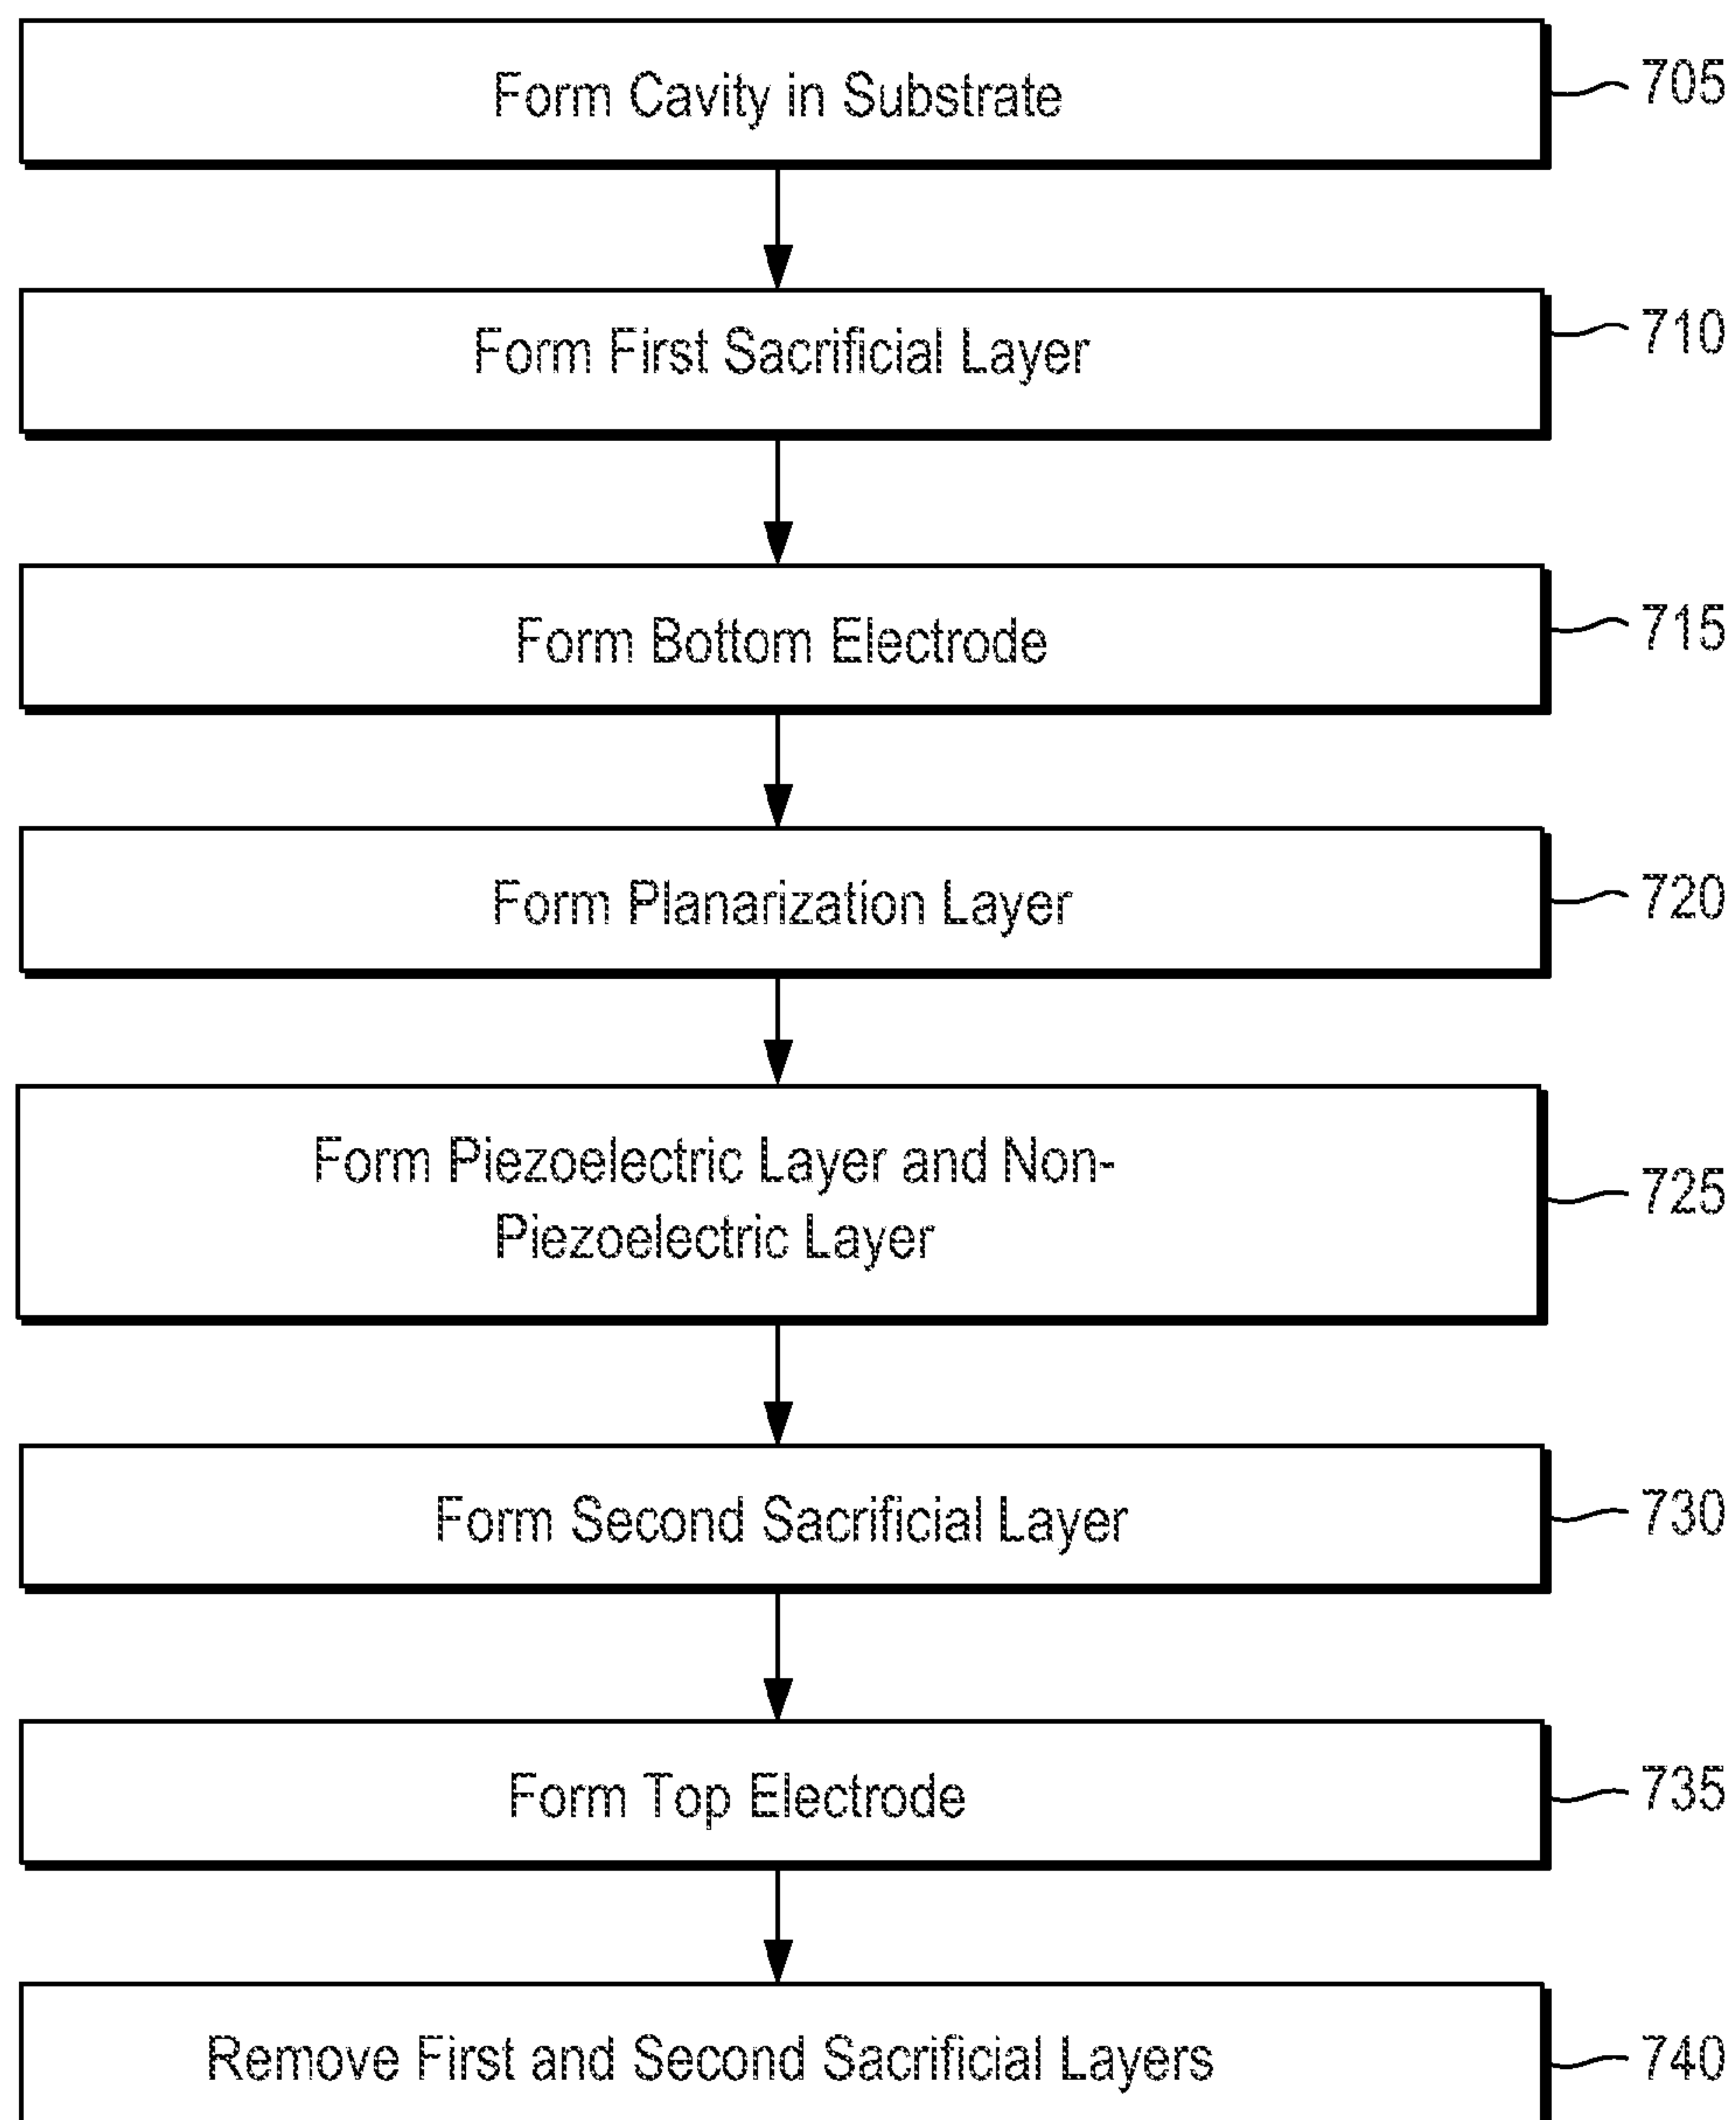 Form Cavity in Substrate
705
Form First Sacrificial Layer
710
Form Bottom Electrode
715
Form Planarization Layer
720
Form Piezoelectric Layer and Non-
Piezoelectric Layer
725
Form Second Sacrificial Layer
730
Form Top Electrode
735
Remove First and Second Sacrificial Layers
740